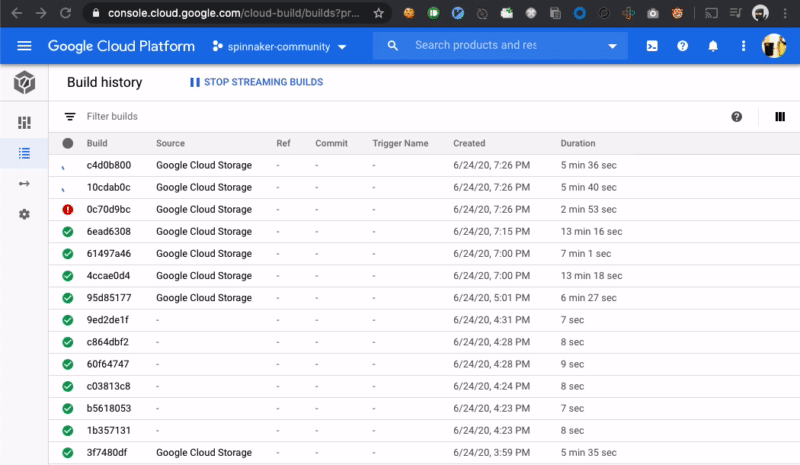 console.cloud.google.com/cloud-build/builds?pr...
Google Cloud Platform spinnaker-community Search products and res
Build history STOP STREAMING BUILDS
Filter builds
Build Source Ref Commit Trigger Name Created Duration
c4d0b800 Google Cloud Storage - - - 6/24/20, 7:26 PM 5 min 36 sec
10cdab0c Google Cloud Storage - - - 6/24/20, 7:26 PM 5 min 40 sec
0c70d9bc Google Cloud Storage - - - 6/24/20, 7:26 PM 2 min 53 sec
6ead6308 Google Cloud Storage - - - 6/24/20, 7:15 PM 13 min 16 sec
61497a46 Google Cloud Storage - - - 6/24/20, 7:00 PM 7 min 1 sec
4ccae0d4 Google Cloud Storage - - - 6/24/20, 7:00 PM 13 min 18 sec
95d85177 Google Cloud Storage - - - 6/24/20, 5:01 PM 6 min 27 sec
9ed2de1f - - - - 6/24/20, 4:31 PM 7 sec
c864dbf2 - - - - 6/24/20, 4:28 PM 8 sec
60f64747 - - - - 6/24/20, 4:28 PM 9 sec
c03813c8 - - - - 6/24/20, 4:24 PM 8 sec
b5618053 - - - - 6/24/20, 4:23 PM 7 sec
1b357131 - - - - 6/24/20, 4:23 PM 8 sec
3f7480df Google Cloud Storage - - - 6/24/20, 3:59 PM 5 min 35 sec